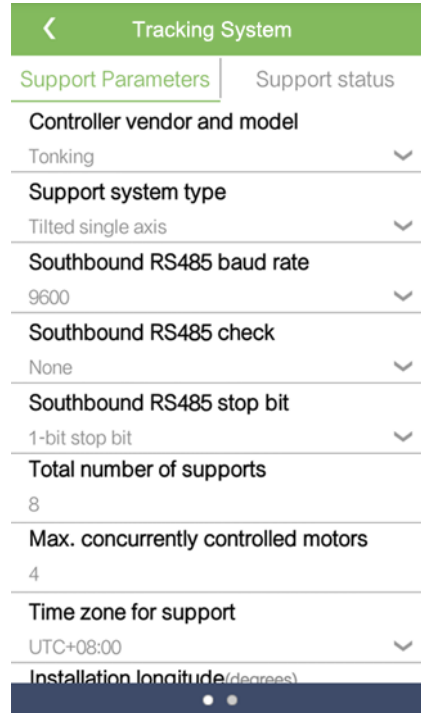 Tracking System
Support Parameters Support status
Controller vendor and model
Tonking
Support system type
Tilted single axis
Southbound RS485 baud rate
9600
Southbound RS485 check
None
Southbound RS485 stop bit
1-bit stop bit
Total number of supports
8
Max. concurrently controlled motors
4
Time zone for support
UTC+08:00
Installation longitude(degrees)